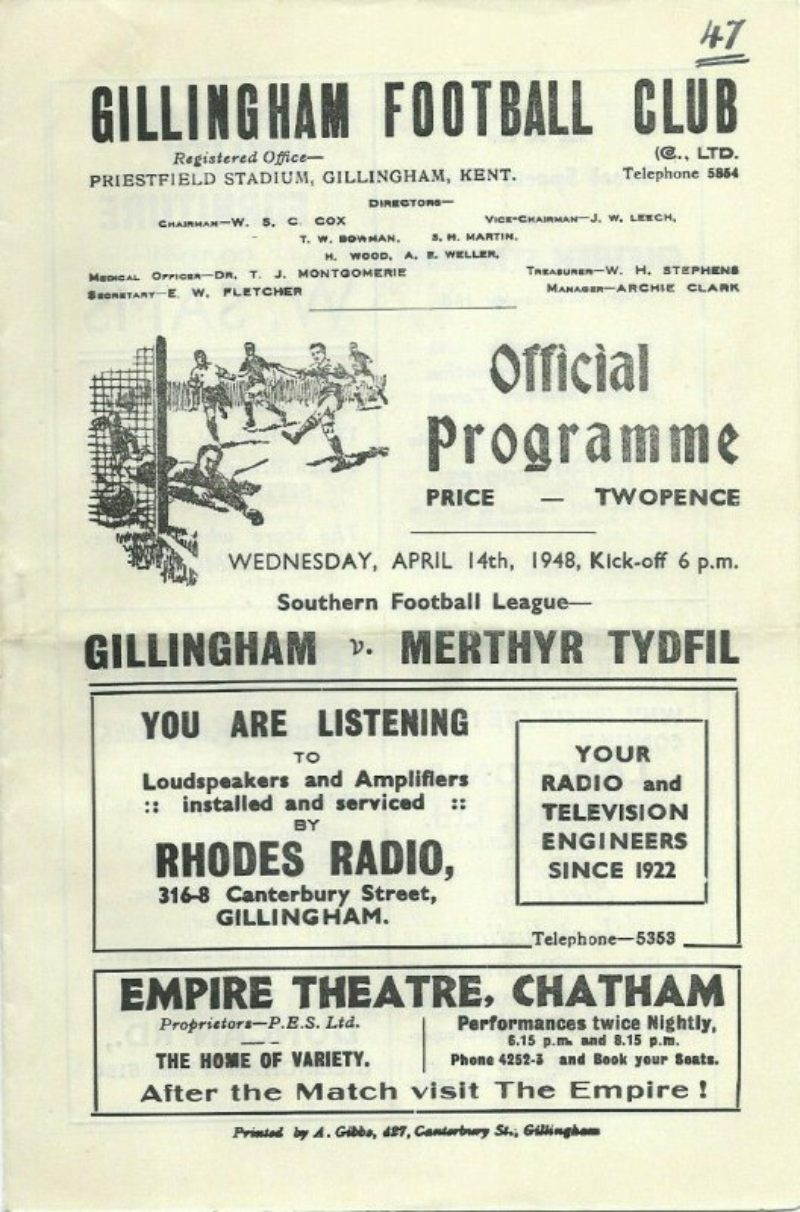 47
GILLINGHAM FOOTBALL CLUB
Registered Office— (Co., LTD.
PRIESTFIELD STADIUM, GILLINGHAM, KENT. Telephone 5854
DIRECTORS—
CHAIRMAN—W. S. C. COX VICE-CHAIRMAN—J. W. LEECH,
T. W. BOWMAN, S. H. MARTIN,
H. WOOD, A. E. WELLER,
MEDICAL OFFICER—DR. T. J. MONTGOMERIE TREASURER—W. H. STEPHENS
SECRETARY—E. W. FLETCHER MANAGER—ARCHIE CLARK
Official
Programme
PRICE — TWOPENCE
WEDNESDAY, APRIL 14th, 1948, Kick-off 6 p.m.
Southern Football League—
GILLINGHAM v. MERTHYR TYDFIL
YOU ARE LISTENING
TO
Loudspeakers and Amplifiers
:: installed and serviced ::
BY
RHODES RADIO,
316-8 Canterbury Street,
GILLINGHAM.
YOUR
RADIO and
TELEVISION
ENGINEERS
SINCE 1922
Telephone—5353
EMPIRE THEATRE, CHATHAM
Proprietors—P.E.S. Ltd.
THE HOME OF VARIETY.
Performances twice Nightly,
6.15 p.m. and 8.15 p.m.
Phone 4252-3 and Book your Seats.
After the Match visit The Empire !
Printed by A. Gibbs, 427, Canterbury St., Gillingham